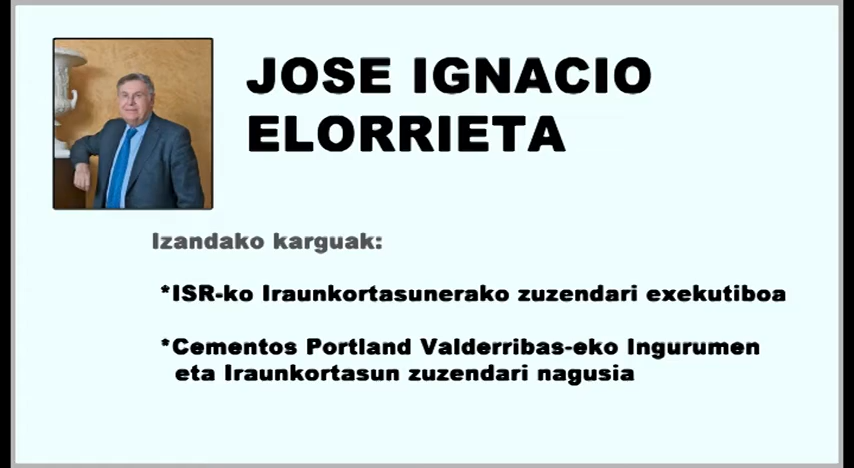 JOSE IGNACIO
ELORRIETA
Izandako karguak:
*ISR-ko Iraunkortasunerako zuzendari exekutiboa
*Cementos Portland Valderribas-eko Ingurumen
eta Iraunkortasun zuzendari nagusia